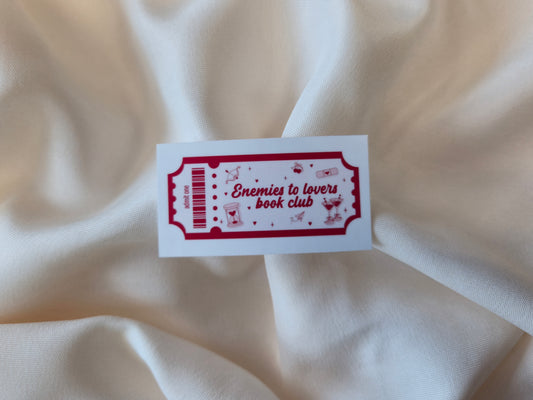 admit one
Enemies to lovers
book club